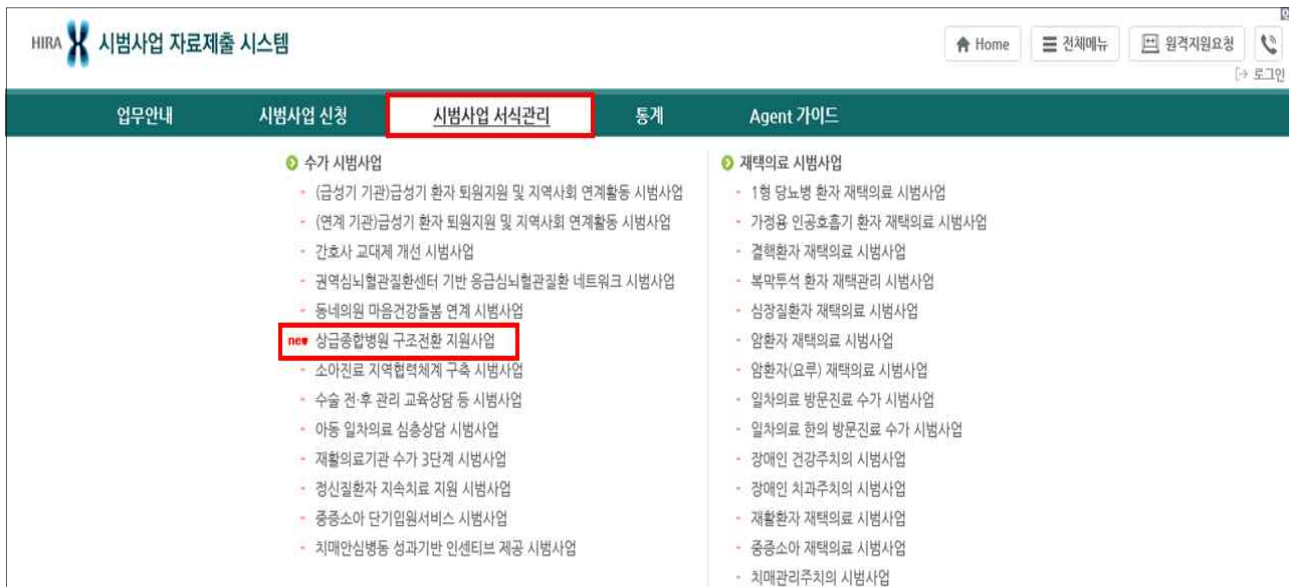 HIRA 시범사업 자료제출 시스템
Home
전체메뉴
원격지원요청
로그인
업무안내
시범사업 신청
시범사업 서식관리
통계
Agent 가이드
수가 시범사업
- (급성기 기관)급성기 환자 퇴원지원 및 지역사회 연계활동 시범사업
- (연계 기관)급성기 환자 퇴원지원 및 지역사회 연계활동 시범사업
- 간호사 교대제 개선 시범사업
- 권역심뇌혈관질환센터 기반 응급심뇌혈관질환 네트워크 시범사업
- 동네의원 마음건강돌봄 연계 시범사업
new 상급종합병원 구조전환 지원사업
- 소아진료 지역협력체계 구축 시범사업
- 수술 전·후 관리 교육상담 등 시범사업
- 아동 일차의료 심층상담 시범사업
- 재활의료기관 수가 3단계 시범사업
- 정신질환자 지속치료 지원 시범사업
- 중증소아 단기입원서비스 시범사업
- 치매안심병동 성과기반 인센티브 제공 시범사업
재택의료 시범사업
- 1형 당뇨병 환자 재택의료 시범사업
- 가정용 인공호흡기 환자 재택의료 시범사업
- 결핵환자 재택의료 시범사업
- 복막투석 환자 재택관리 시범사업
- 심장질환자 재택의료 시범사업
- 암환자 재택의료 시범사업
- 암환자(요루) 재택의료 시범사업
- 일차의료 방문진료 수가 시범사업
- 일차의료 한의 방문진료 수가 시범사업
- 장애인 건강주치의 시범사업
- 장애인 치과주치의 시범사업
- 재활환자 재택의료 시범사업
- 중증소아 재택의료 시범사업
- 치매관리주치의 시범사업